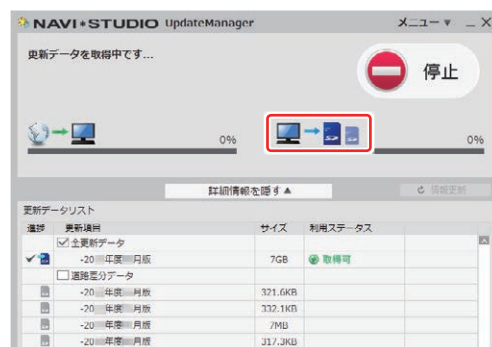 NAVI*STUDIO UpdateManager メニュー ▼ _ X
更新データを取得中です...
停止
0% 0%
詳細情報を隠す▲ 情報更新
更新データリスト
進捗 更新項目 サイズ 利用ステータス
全更新データ
-20 年度 月版 7GB 取得可
道路差分データ
-20 年度 月版 321.6KB
-20 年度 月版 332.1KB
-20 年度 月版 7MB
-20 年度 月版 317.3KB